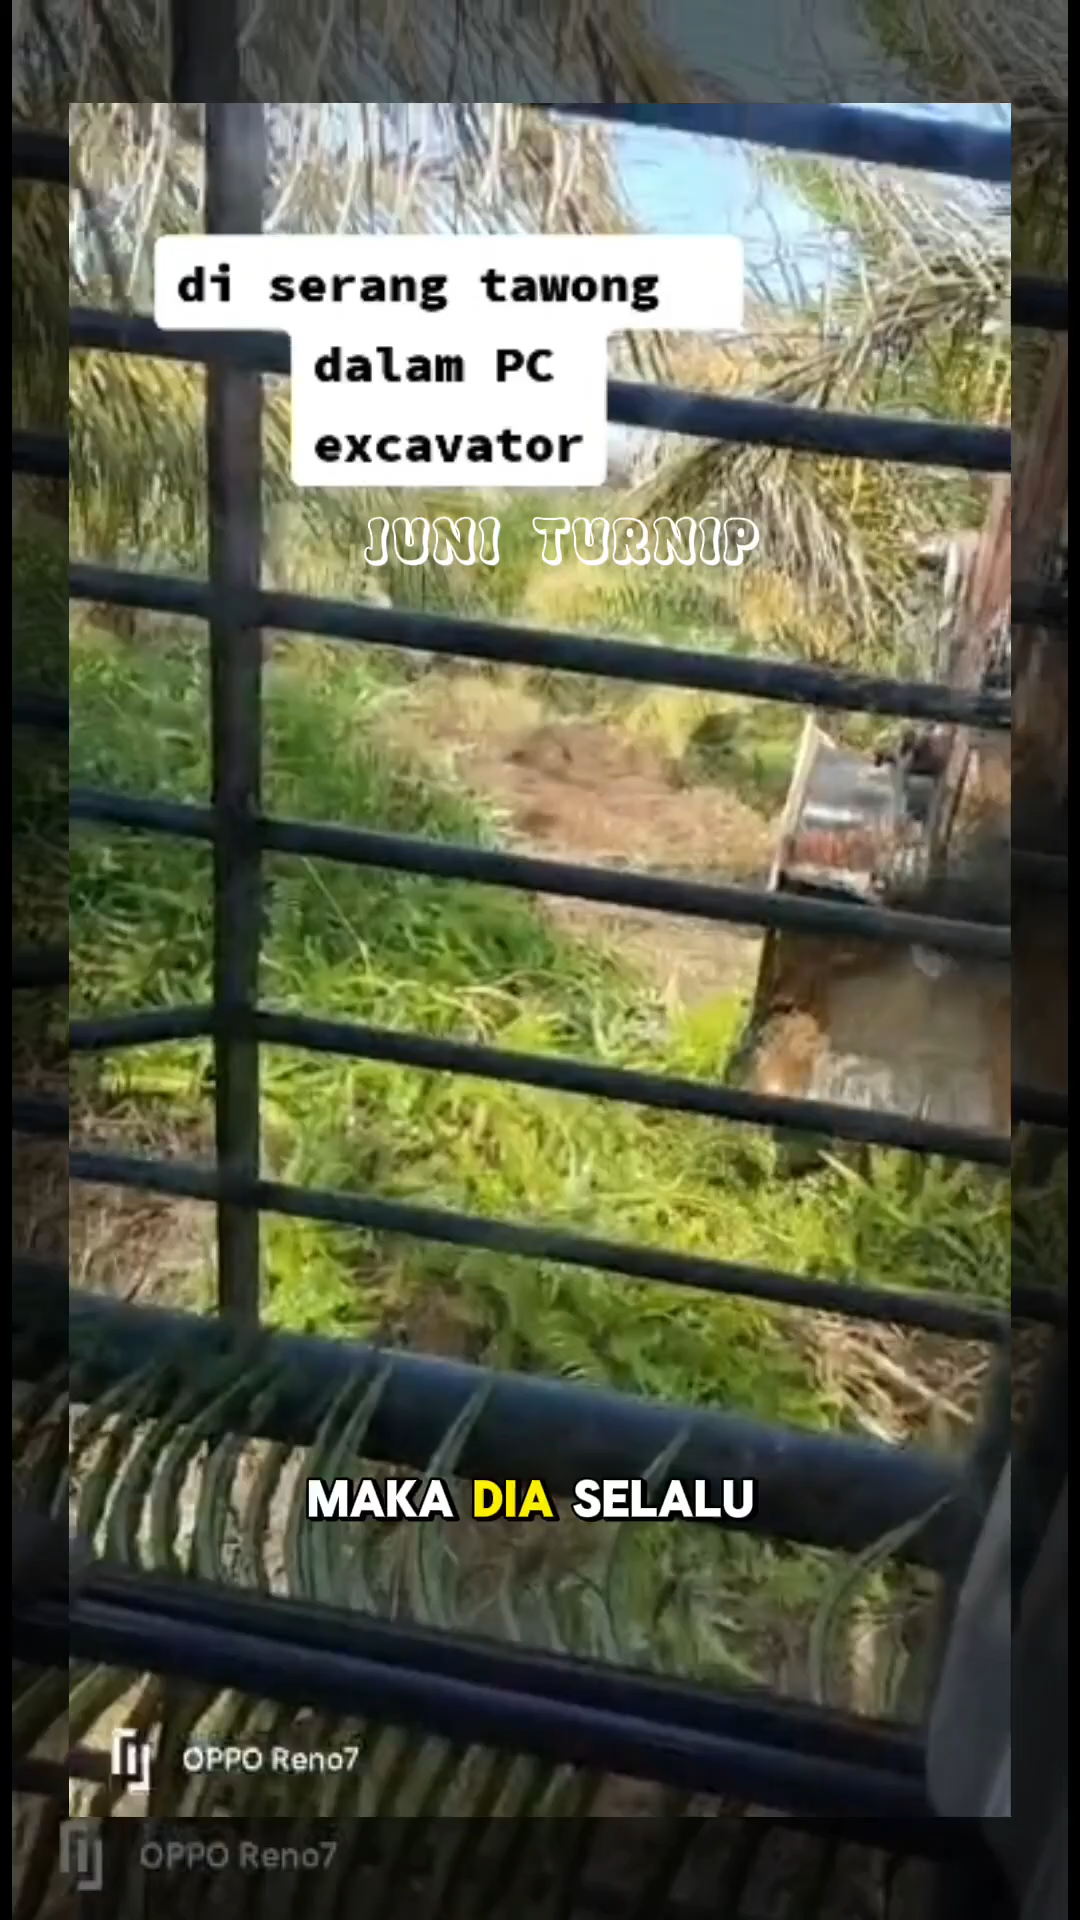 di serang tawong
dalam PC
excavator
JUNI TURNIP
MAKA DIA SELALU
OPPO Reno7
OPPO Reno7